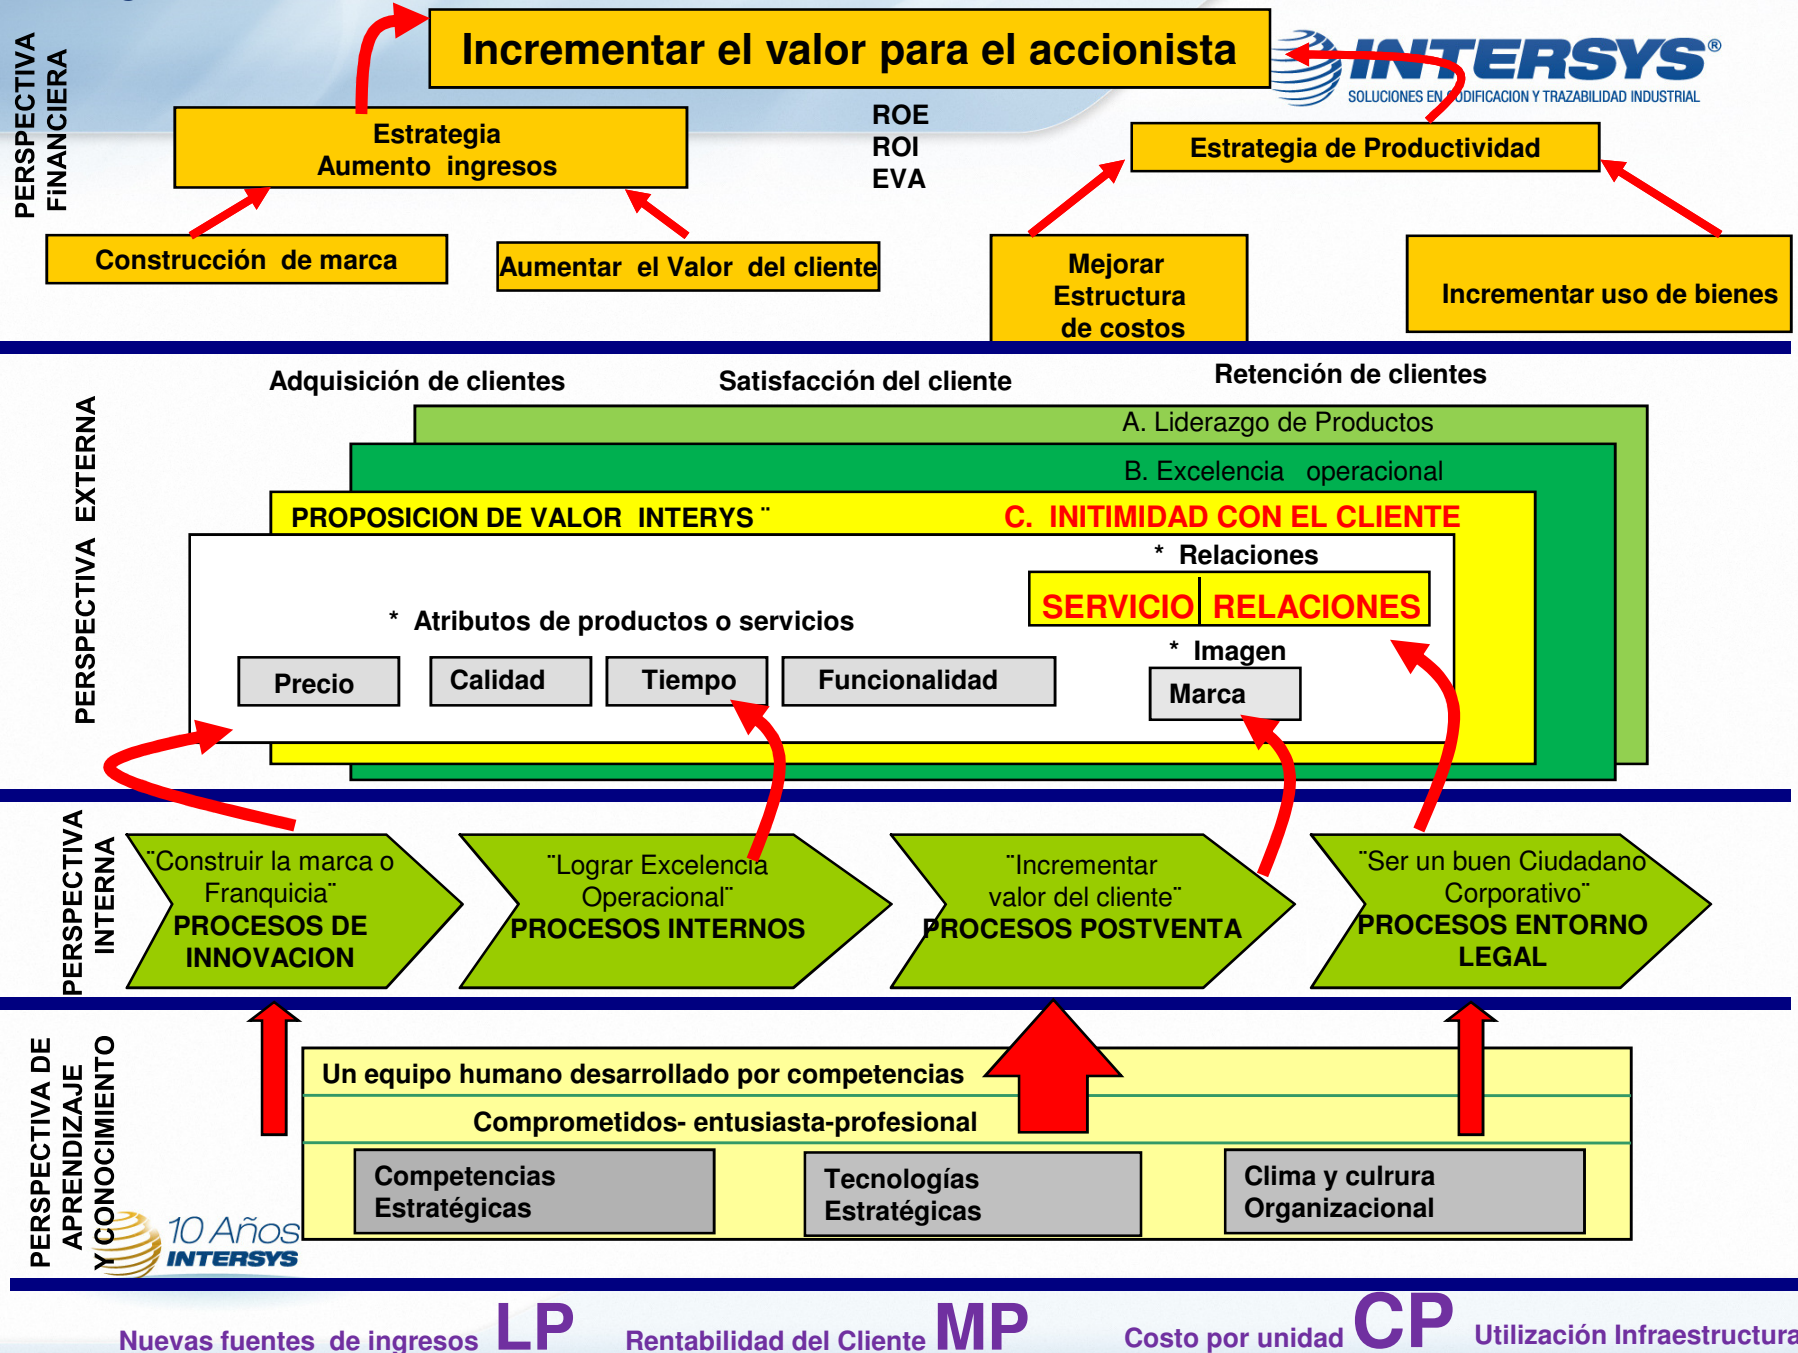 PERSPECTIVA
FiNANCIERA
Incrementar el valor para el accionista
INTERSYS®
SOLUCIONES EN CODIFICACION Y TRAZABILIDAD INDUSTRIAL
Estrategia
Aumento ingresos
ROE
ROI
EVA
Estrategia de Productividad
Construcción de marca
Aumentar el Valor del cliente
Mejorar
Estructura
de costos
Incrementar uso de bienes
PERSPECTIVA EXTERNA
Adquisición de clientes
Satisfacción del cliente
Retención de clientes
A. Liderazgo de Productos
B. Excelencia operacional
PROPOSICION DE VALOR INTERYS ¨
C. INITIMIDAD CON EL CLIENTE
* Relaciones
SERVICIO RELACIONES
* Atributos de productos o servicios
* Imagen
Precio
Calidad
Tiempo
Funcionalidad
Marca
PERSPECTIVA
INTERNA
¨Construir la marca o
Franquicia¨
PROCESOS DE
INNOVACION
¨Lograr Excelencia
Operacional¨
PROCESOS INTERNOS
¨Incrementar
valor del cliente¨
PROCESOS POSTVENTA
¨Ser un buen Ciudadano
Corporativo¨
PROCESOS ENTORNO
LEGAL
PERSPECTIVA DE
APRENDIZAJE
Y CONOCIMIENTO
Un equipo humano desarrollado por competencias
Comprometidos- entusiasta-profesional
Competencias
Estratégicas
Tecnologías
Estratégicas
Clima y culrura
Organizacional
10 Años
INTERSYS
Nuevas fuentes de ingresos LP
Rentabilidad del Cliente MP
Costo por unidad CP
Utilización Infraestructura